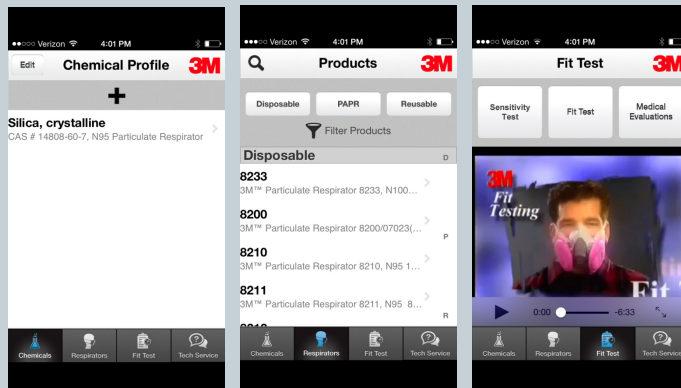 Verizon 4:01 PM
Edit Chemical Profile 3M
+
Silica, crystalline
CAS # 14808-60-7, N95 Particulate Respirator
Chemicals Respirators Fit Test Tech Service
Verizon 4:01 PM
Products 3M
Disposable PAPR Reusable
Filter Products
Disposable D
8233
3M™ Particulate Respirator 8233, N100...
8200
3M™ Particulate Respirator 8200/07023(...
P
8210
3M™ Particulate Respirator 8210, N95 1...
8211
3M™ Particulate Respirator 8211, N95 8...
R
Chemicals Respirators Fit Test Tech Service
Verizon 4:01 PM
Fit Test 3M
Sensitivity Test
Fit Test
Medical Evaluations
3M
Fit
Testing
0:00 -6:33
Chemicals Respirators Fit Test Tech Service